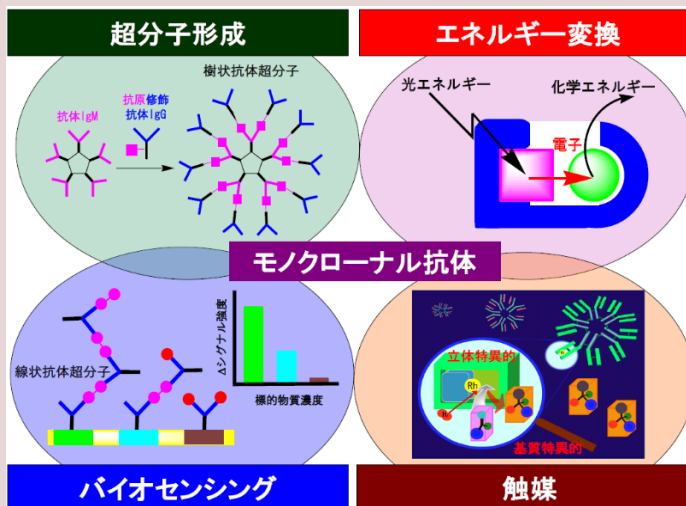 超分子形成
エネルギー変換
樹状抗体超分子
抗体IgM
抗原修飾
抗体IgG
光エネルギー
化学エネルギー
電子
モノクローナル抗体
線状抗体超分子
Δシグナル強度
標的物質濃度
立体特異的
Rh
基質特異的
バイオセンシング
触媒